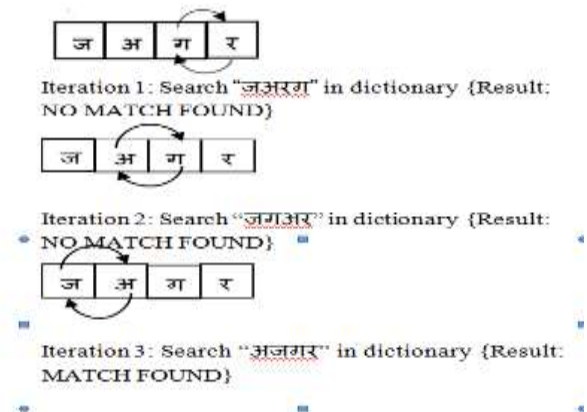 ज अ ग र
Iteration 1: Search "जअरग" in dictionary {Result:
NO MATCH FOUND}
ज अ ग र
Iteration 2: Search “जगअर” in dictionary {Result:
NO MATCH FOUND}
ज अ ग र
Iteration 3: Search “अजगर” in dictionary {Result:
MATCH FOUND}